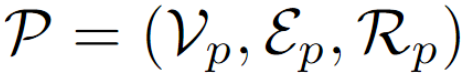 𝒫 = (𝒱ₚ, ℰₚ, ℛₚ)